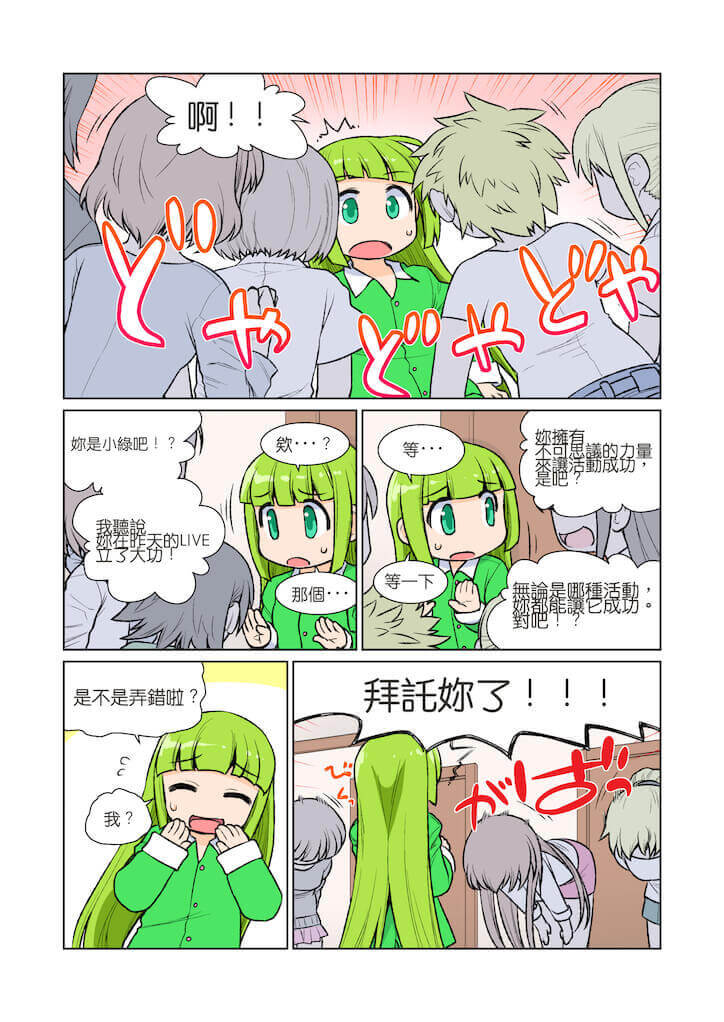 啊！！
どやどやどや
妳是小綠吧！？
我聽說
妳在昨天的LIVE
立了大功！
欸···？
那個···
等···
等一下
妳擁有
不可思議的力量
來讓活動成功，
是吧？
無論是哪種活動，
妳都能讓它成功。
對吧！？
是不是弄錯啦？
我？
拜託妳了！！！
びくっ
がばっ